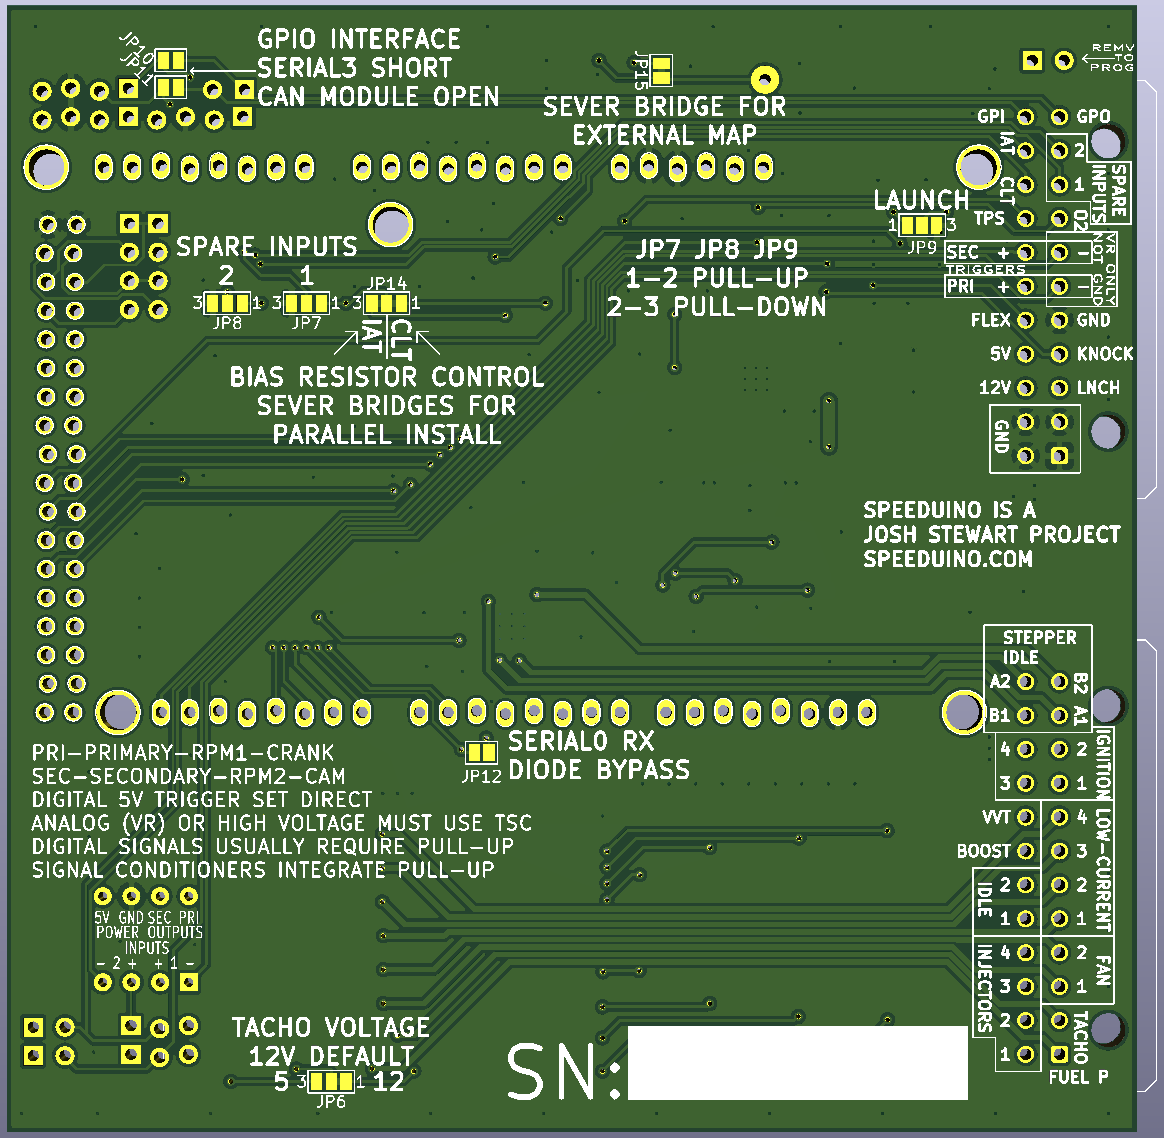 JP10
JP11
GPIO INTERFACE
SERIAL3 SHORT
CAN MODULE OPEN
JP15
SEVER BRIDGE FOR
EXTERNAL MAP
REMV
TO
PROG
GPI GPO
IAT 2
CLT 1
SPARE
INPUTS
TPS D2
LAUNCH
1 3
JP9
SEC + -
TRIGGERS
PRI + -
VR ONLY
NOT GND
FLEX GND
5V KNOCK
12V LNCH
GND
SPARE INPUTS
2 1
3 1
JP8
3 1
JP7
JP14
3 1
IAT CLT
JP7 JP8 JP9
1-2 PULL-UP
2-3 PULL-DOWN
BIAS RESISTOR CONTROL
SEVER BRIDGES FOR
PARALLEL INSTALL
SPEEDUINO IS A
JOSH STEWART PROJECT
SPEEDUINO.COM
STEPPER
IDLE
A2 B2
B1 A1
4 2
3 1
IGNITION
VVT 4
BOOST 3
2 2
1 1
IDLE
LOW-CURRENT
4 2
3 1
INJECTORS
FAN
2
1
TACHO
FUEL P
SERIAL0 RX
DIODE BYPASS
JP12
PRI-PRIMARY-RPM1-CRANK
SEC-SECONDARY-RPM2-CAM
DIGITAL 5V TRIGGER SET DIRECT
ANALOG (VR) OR HIGH VOLTAGE MUST USE TSC
DIGITAL SIGNALS USUALLY REQUIRE PULL-UP
SIGNAL CONDITIONERS INTEGRATE PULL-UP
5V GND SEC PRI
POWER OUTPUTS
INPUTS
- 2 + + 1 -
TACHO VOLTAGE
12V DEFAULT
5 3 1 12
JP6
SN: